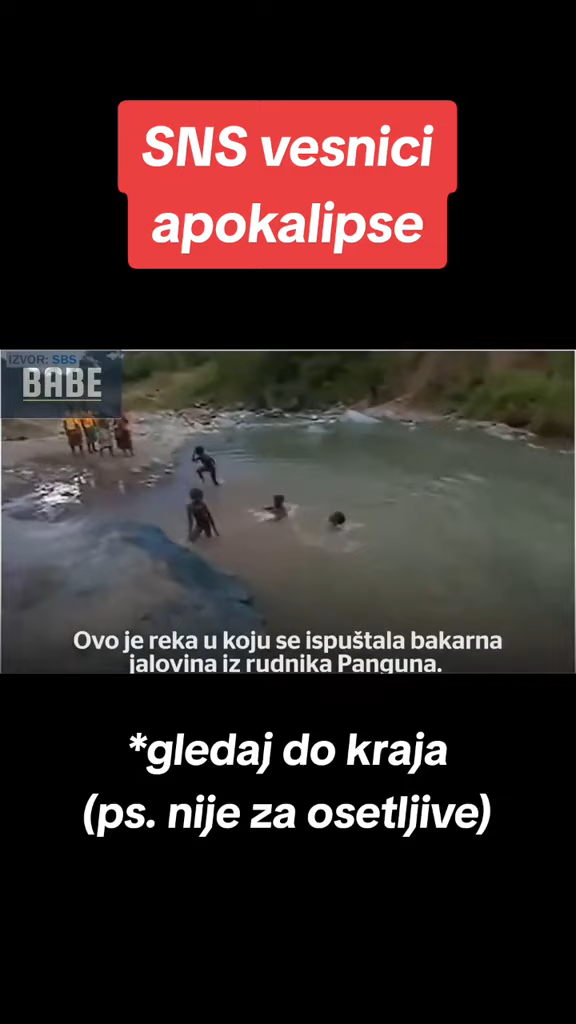 SNS vesnici
apokalipse
IZVOR: SBS
BABE
Ovo je reka u koju se ispuštala bakarna
jalovina iz rudnika Panguna.
*gledaj do kraja
(ps. nije za osetljive)